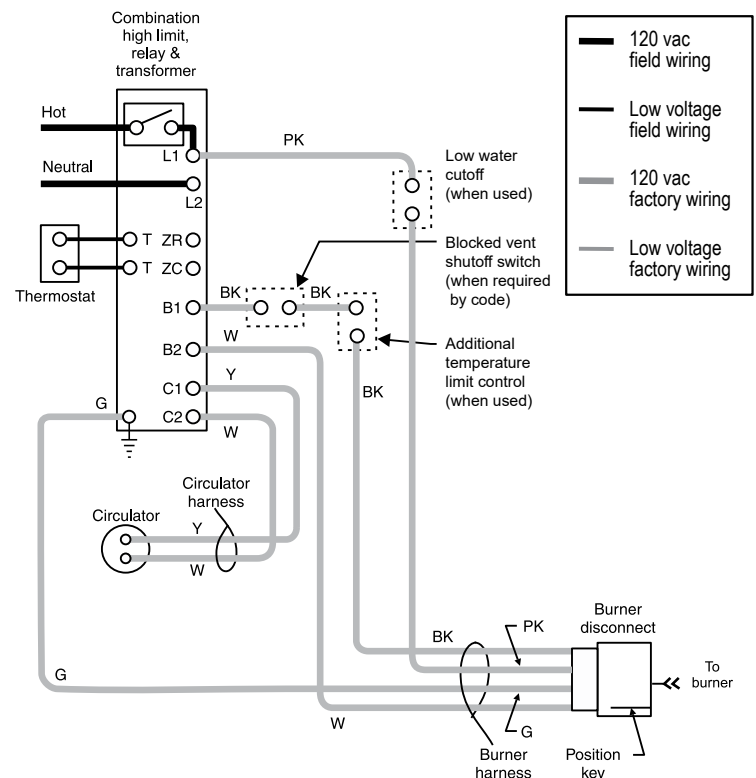 Combination
high limit,
relay &
transformer
Hot
L1
Neutral
L2
T ZR
T ZC
Thermostat
B1
B2
C1
C2
G
PK
BK
BK
W
Y
W
BK
Low water
cutoff
(when used)
Blocked vent
shutoff switch
(when required
by code)
Additional
temperature
limit control
(when used)
120 vac
field wiring
Low voltage
field wiring
120 vac
factory wiring
Low voltage
factory wiring
Circulator
harness
Circulator
Y
W
G
BK
PK
W
G
Burner
disconnect
To
burner
Burner
harness
Position
key